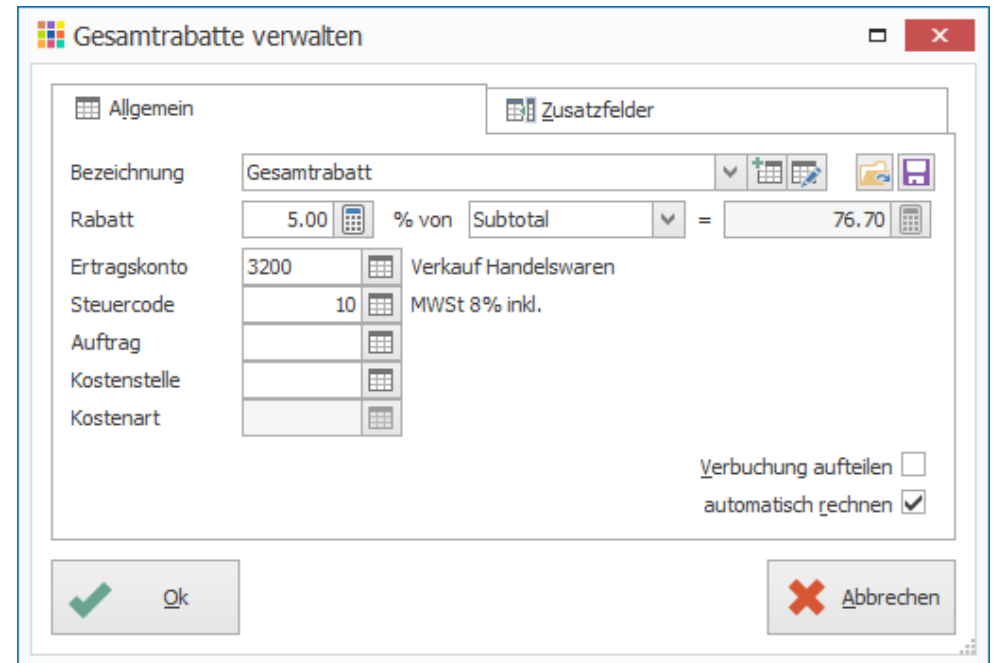 Gesamtrabatte verwalten
Allgemein
Zusatzfelder
Bezeichnung Gesamtrabatt
Rabatt 5.00 % von Subtotal = 76.70
Ertragskonto 3200 Verkauf Handelswaren
Steuercode 10 MWSt 8% inkl.
Auftrag
Kostenstelle
Kostenart
Verbuchung aufteilen
automatisch rechnen
Ok
Abbrechen